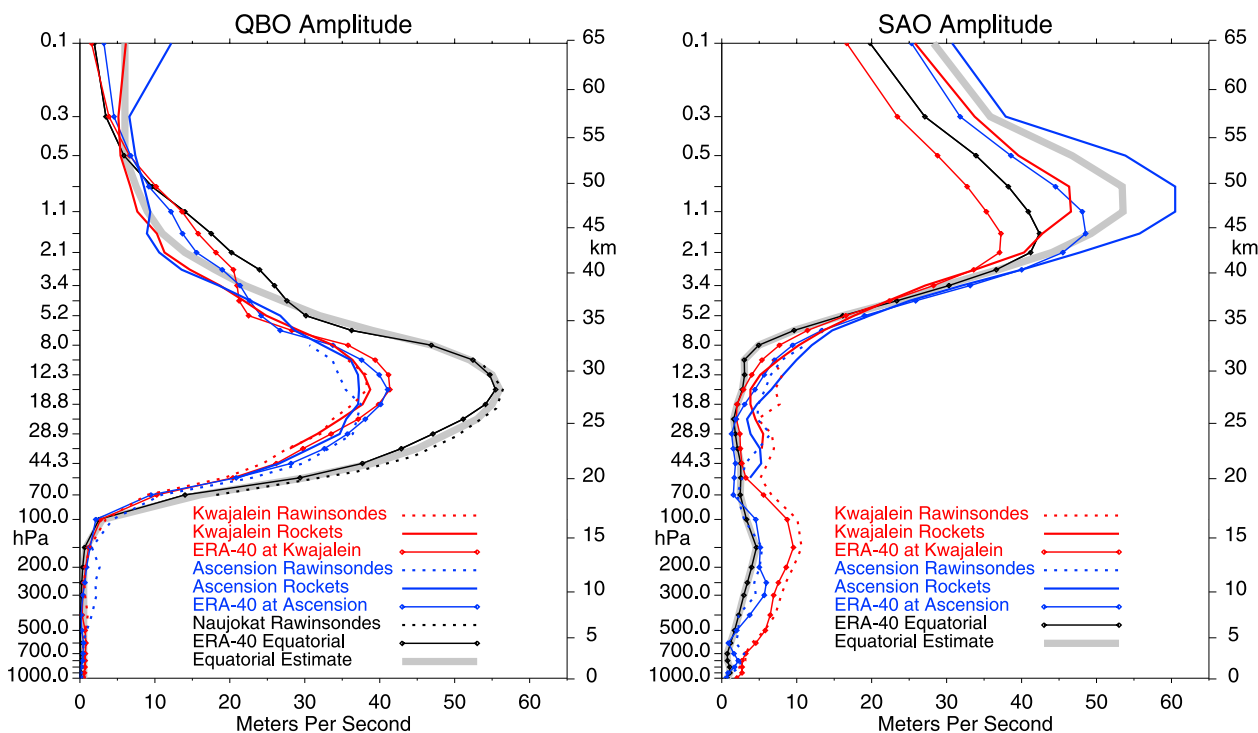 QBO Amplitude
0.1
0.3
0.5
1.1
2.1
3.4
5.2
8.0
12.3
18.8
28.9
44.3
70.0
100.0
hPa
200.0
300.0
500.0
700.0
1000.0
65
60
55
50
45
km
40
35
30
25
20
15
10
5
0
Kwajalein Rawinsondes
Kwajalein Rockets
ERA-40 at Kwajalein
Ascension Rawinsondes
Ascension Rockets
ERA-40 at Ascension
Naujokat Rawinsondes
ERA-40 Equatorial
Equatorial Estimate
0 10 20 30 40 50 60
Meters Per Second
SAO Amplitude
0.1
0.3
0.5
1.1
2.1
3.4
5.2
8.0
12.3
18.8
28.9
44.3
70.0
100.0
hPa
200.0
300.0
500.0
700.0
1000.0
65
60
55
50
45
km
40
35
30
25
20
15
10
5
0
Kwajalein Rawinsondes
Kwajalein Rockets
ERA-40 at Kwajalein
Ascension Rawinsondes
Ascension Rockets
ERA-40 at Ascension
ERA-40 Equatorial
Equatorial Estimate
0 10 20 30 40 50 60
Meters Per Second